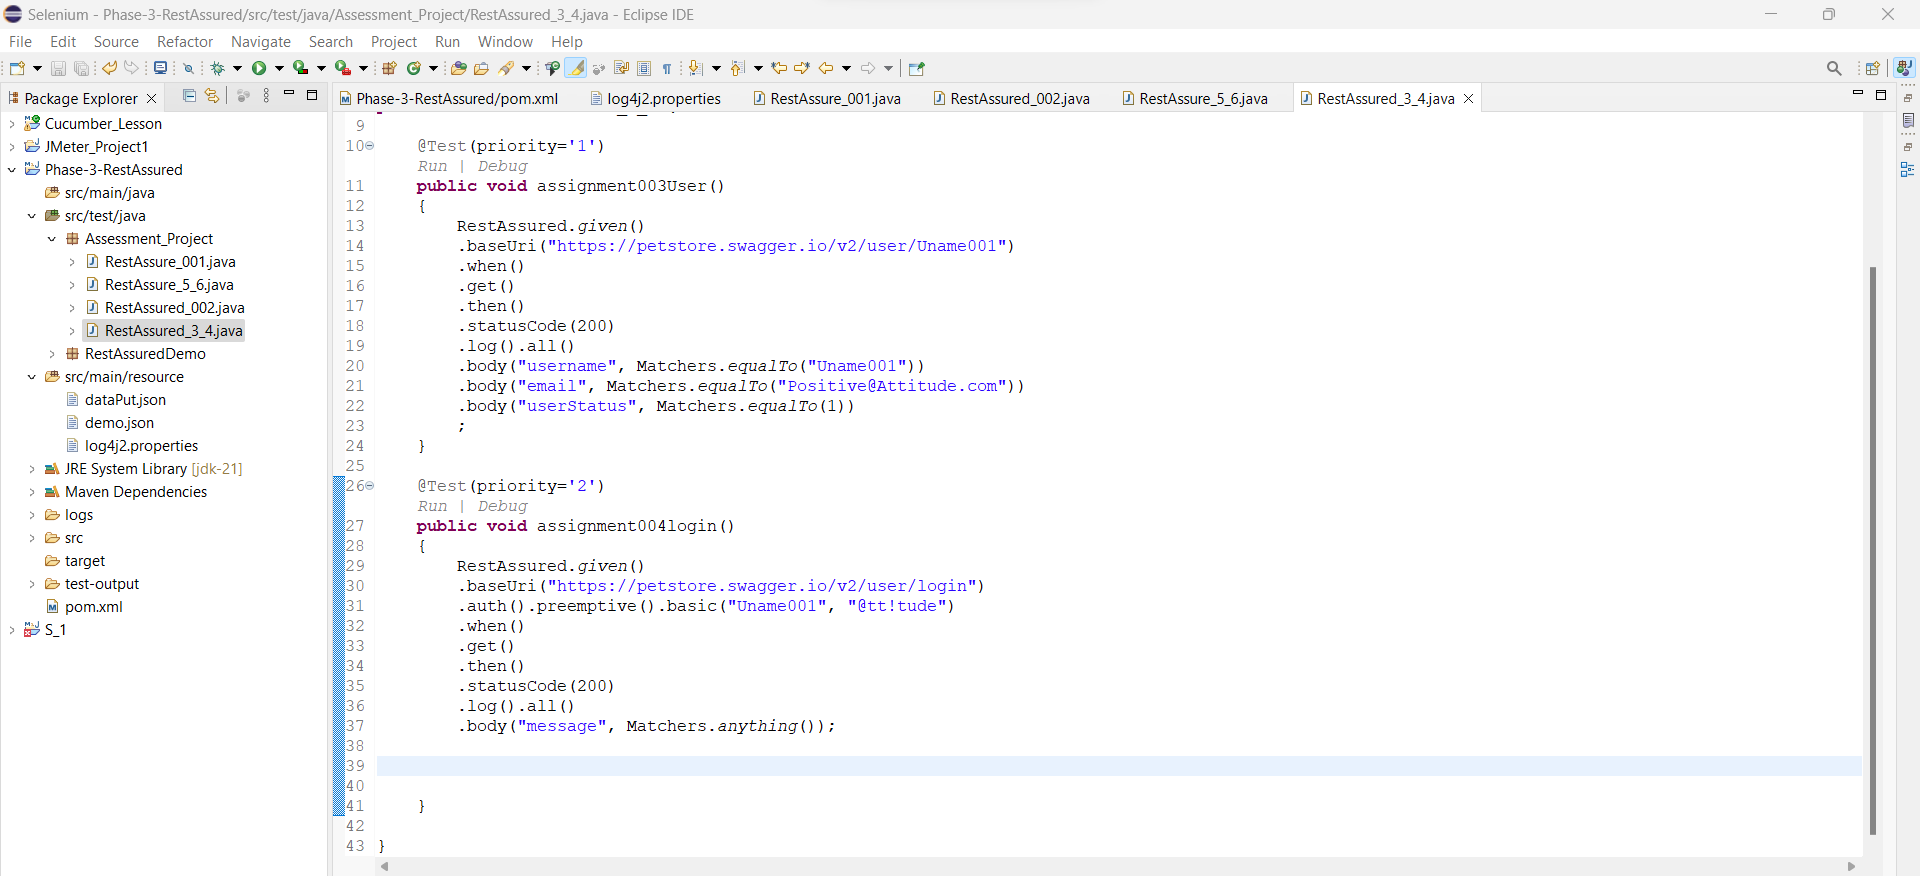 Selenium - Phase-3-RestAssured/src/test/java/Assessment_Project/RestAssured_3_4.java - Eclipse IDE
File Edit Source Refactor Navigate Search Project Run Window Help
Package Explorer
Cucumber_Lesson
JMeter_Project1
Phase-3-RestAssured
src/main/java
src/test/java
Assessment_Project
RestAssure_001.java
RestAssure_5_6.java
RestAssured_002.java
RestAssured_3_4.java
RestAssuredDemo
src/main/resource
dataPut.json
demo.json
log4j2.properties
JRE System Library [jdk-21]
Maven Dependencies
logs
src
target
test-output
pom.xml
S_1
Phase-3-RestAssured/pom.xml log4j2.properties RestAssure_001.java RestAssured_002.java RestAssure_5_6.java RestAssured_3_4.java
9
10 @Test(priority='1')
Run | Debug
11 public void assignment003User()
12 {
13 RestAssured.given()
14 .baseUri("https://petstore.swagger.io/v2/user/Uname001")
15 .when()
16 .get()
17 .then()
18 .statusCode(200)
19 .log().all()
20 .body("username", Matchers.equalTo("Uname001"))
21 .body("email", Matchers.equalTo("Positive@Attitude.com"))
22 .body("userStatus", Matchers.equalTo(1))
23 ;
24 }
25
26 @Test(priority='2')
Run | Debug
27 public void assignment004login()
28 {
29 RestAssured.given()
30 .baseUri("https://petstore.swagger.io/v2/user/login")
31 .auth().preemptive().basic("Uname001", "@tt!tude")
32 .when()
33 .get()
34 .then()
35 .statusCode(200)
36 .log().all()
37 .body("message", Matchers.anything());
38
39
40
41 }
42
43 }